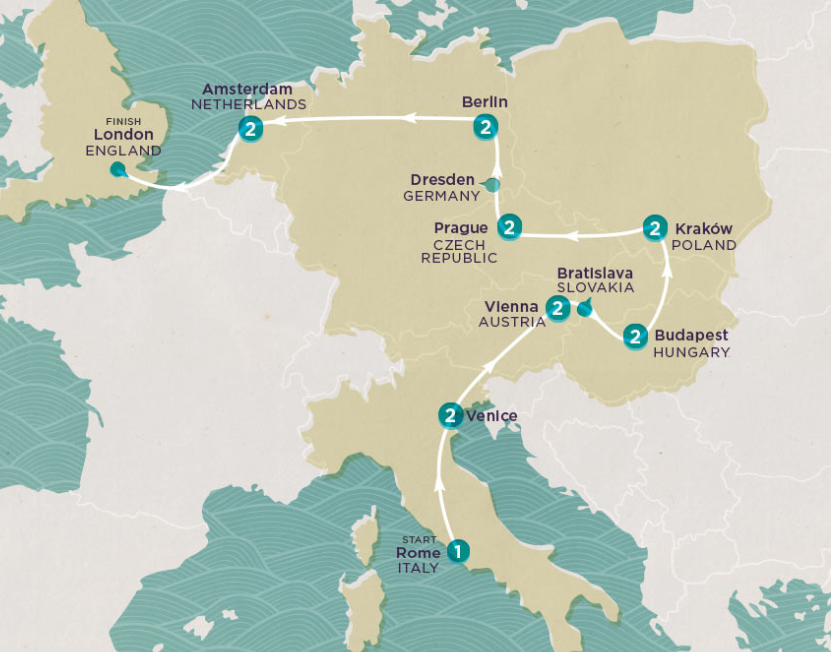 Amsterdam
NETHERLANDS
2
Berlin
2
FINISH
London
ENGLAND
Dresden
GERMANY
Prague
CZECH
REPUBLIC
2
2
Kraków
POLAND
Bratislava
SLOVAKIA
Vienna
AUSTRIA
2
2
Budapest
HUNGARY
2
Venice
START
Rome
ITALY
1